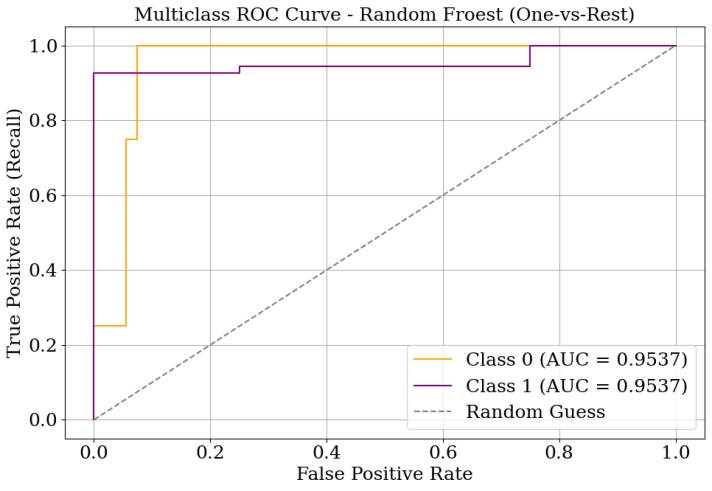 Multiclass ROC Curve - Random Froest (One-vs-Rest)
True Positive Rate (Recall)
1.0
0.8
0.6
0.4
0.2
0.0
Class 0 (AUC = 0.9537)
Class 1 (AUC = 0.9537)
Random Guess
0.0 0.2 0.4 0.6 0.8 1.0
False Positive Rate